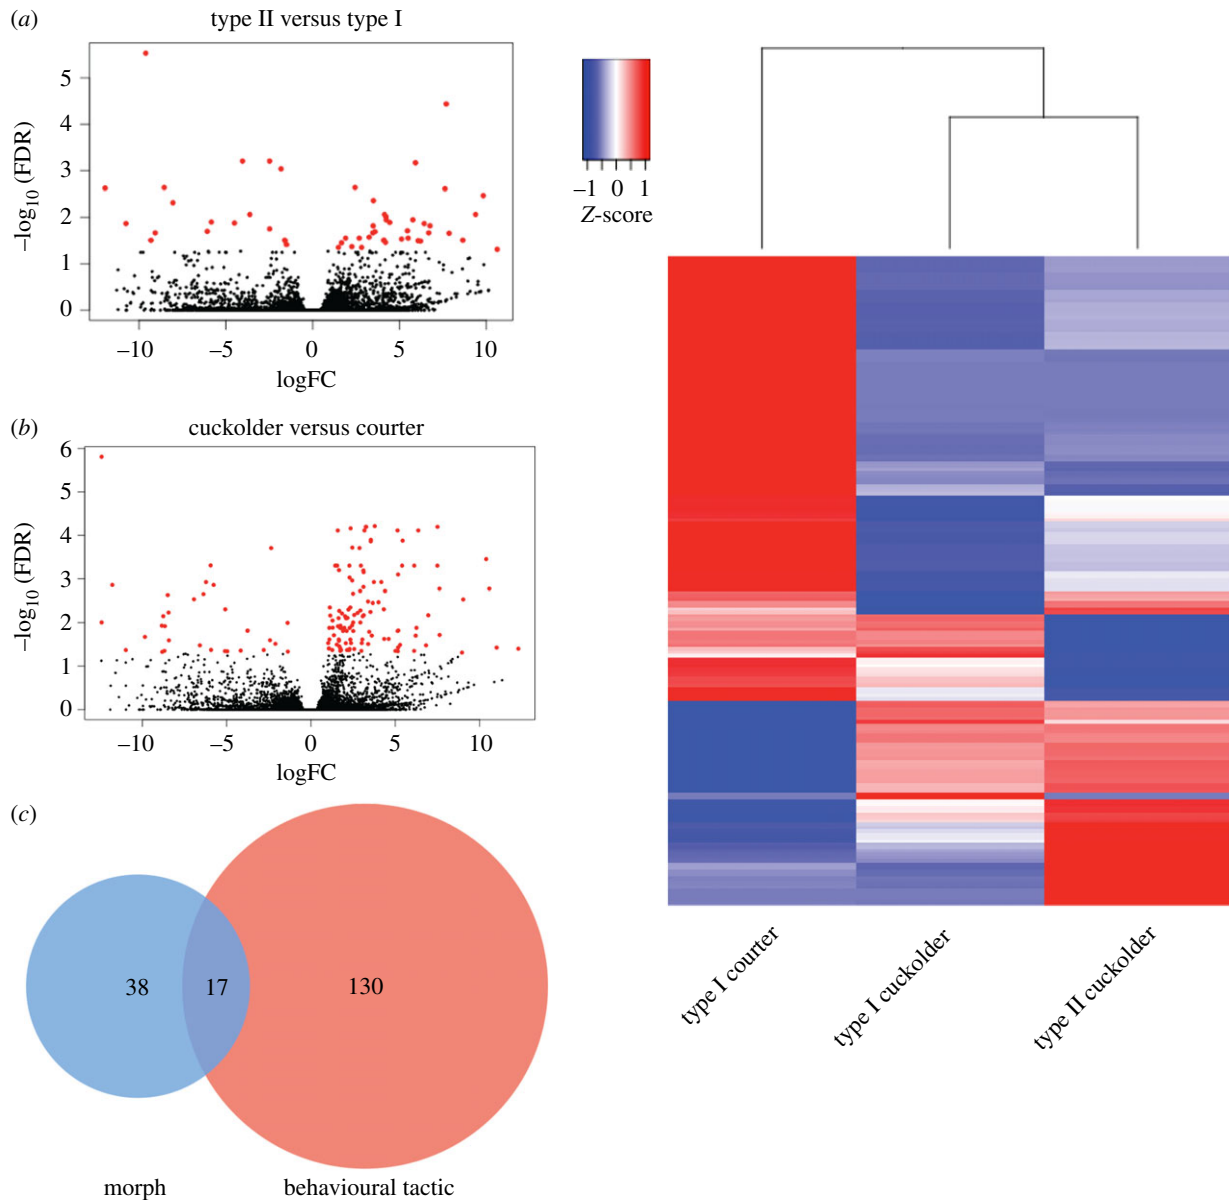 (a)
type II versus type I
5
4
3
2
1
0
–log10 (FDR)
–10 –5 0 5 10
logFC
(b)
cuckolder versus courter
6
5
4
3
2
1
0
–log10 (FDR)
–10 –5 0 5 10
logFC
(c)
38 17 130
morph behavioural tactic
–1 0 1
Z-score
type I courter
type I cuckolder
type II cuckolder